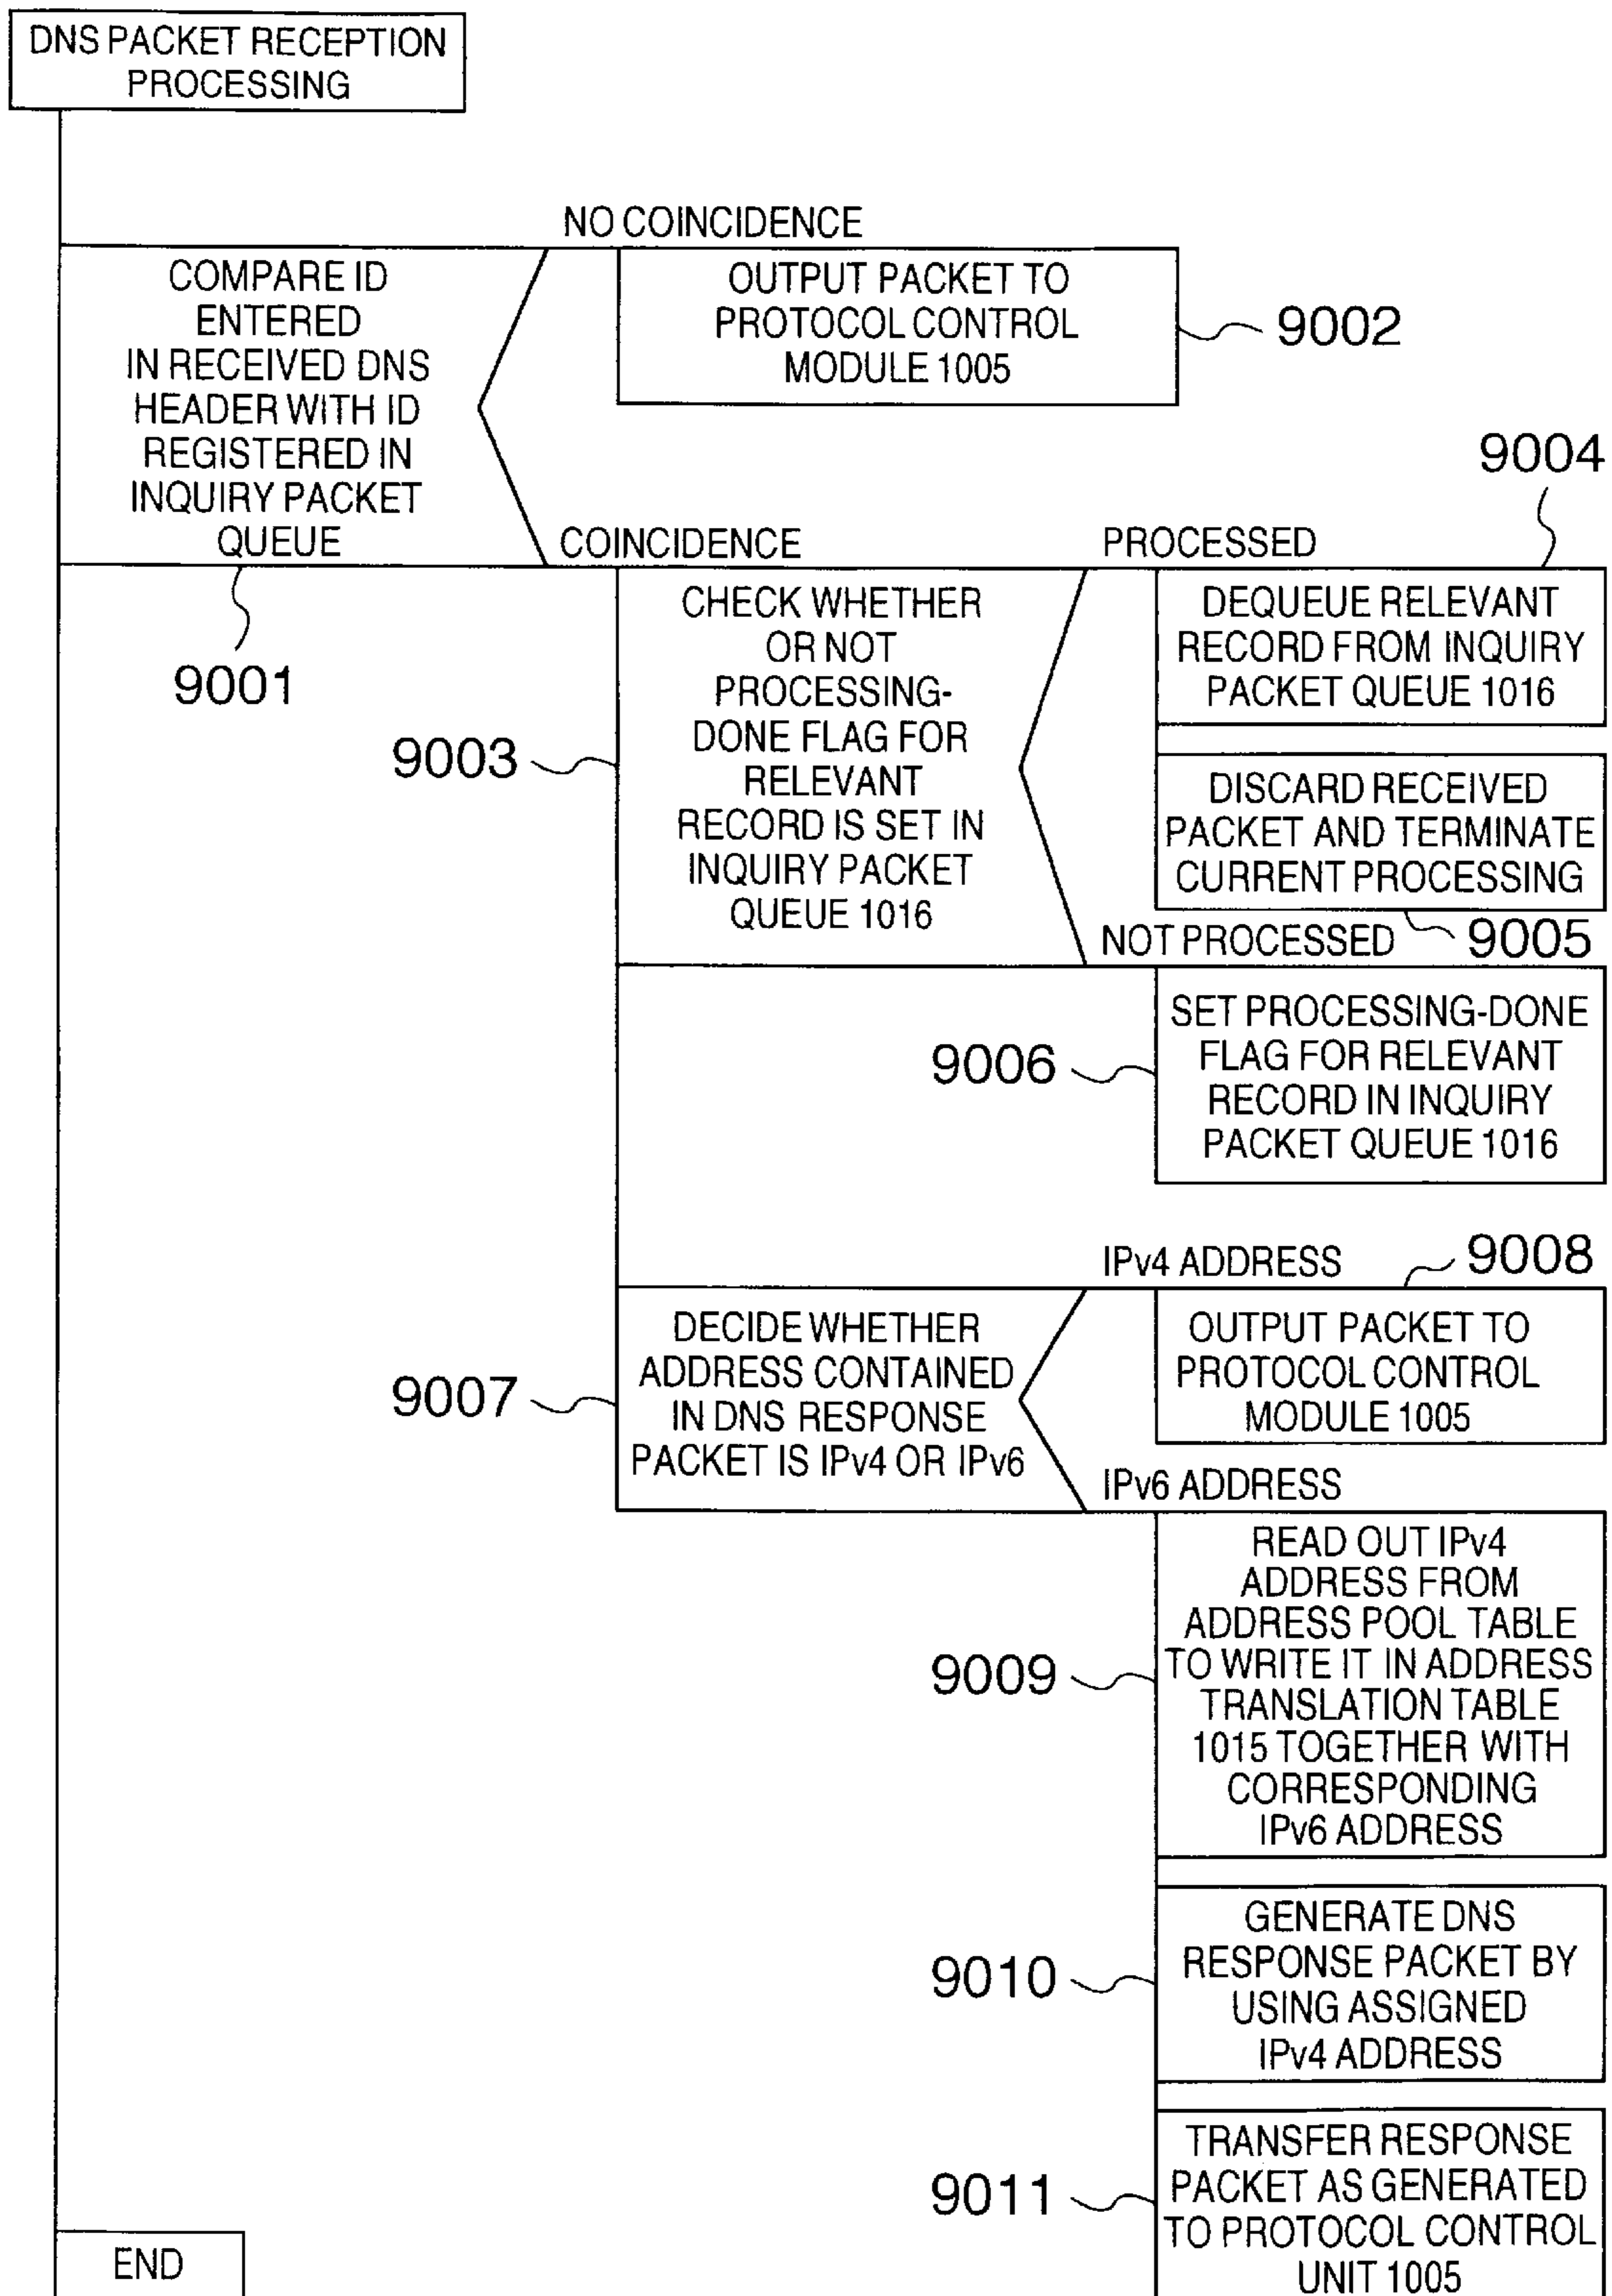 DNS PACKET RECEPTION
PROCESSING
NO COINCIDENCE
COMPARE ID
ENTERED
IN RECEIVED DNS
HEADER WITH ID
REGISTERED IN
INQUIRY PACKET
QUEUE
9001
OUTPUT PACKET TO
PROTOCOL CONTROL
MODULE 1005
9002
COINCIDENCE
CHECK WHETHER
OR NOT
PROCESSING-
DONE FLAG FOR
RELEVANT
RECORD IS SET IN
INQUIRY PACKET
QUEUE 1016
9003
PROCESSED
9004
DEQUEUE RELEVANT
RECORD FROM INQUIRY
PACKET QUEUE 1016
DISCARD RECEIVED
PACKET AND TERMINATE
CURRENT PROCESSING
9005
NOT PROCESSED
SET PROCESSING-DONE
FLAG FOR RELEVANT
RECORD IN INQUIRY
PACKET QUEUE 1016
9006
DECIDE WHETHER
ADDRESS CONTAINED
IN DNS RESPONSE
PACKET IS IPv4 OR IPv6
9007
IPv4 ADDRESS
9008
OUTPUT PACKET TO
PROTOCOL CONTROL
MODULE 1005
IPv6 ADDRESS
READ OUT IPv4
ADDRESS FROM
ADDRESS POOL TABLE
TO WRITE IT IN ADDRESS
TRANSLATION TABLE
1015 TOGETHER WITH
CORRESPONDING
IPv6 ADDRESS
9009
GENERATE DNS
RESPONSE PACKET BY
USING ASSIGNED
IPv4 ADDRESS
9010
TRANSFER RESPONSE
PACKET AS GENERATED
TO PROTOCOL CONTROL
UNIT 1005
9011
END